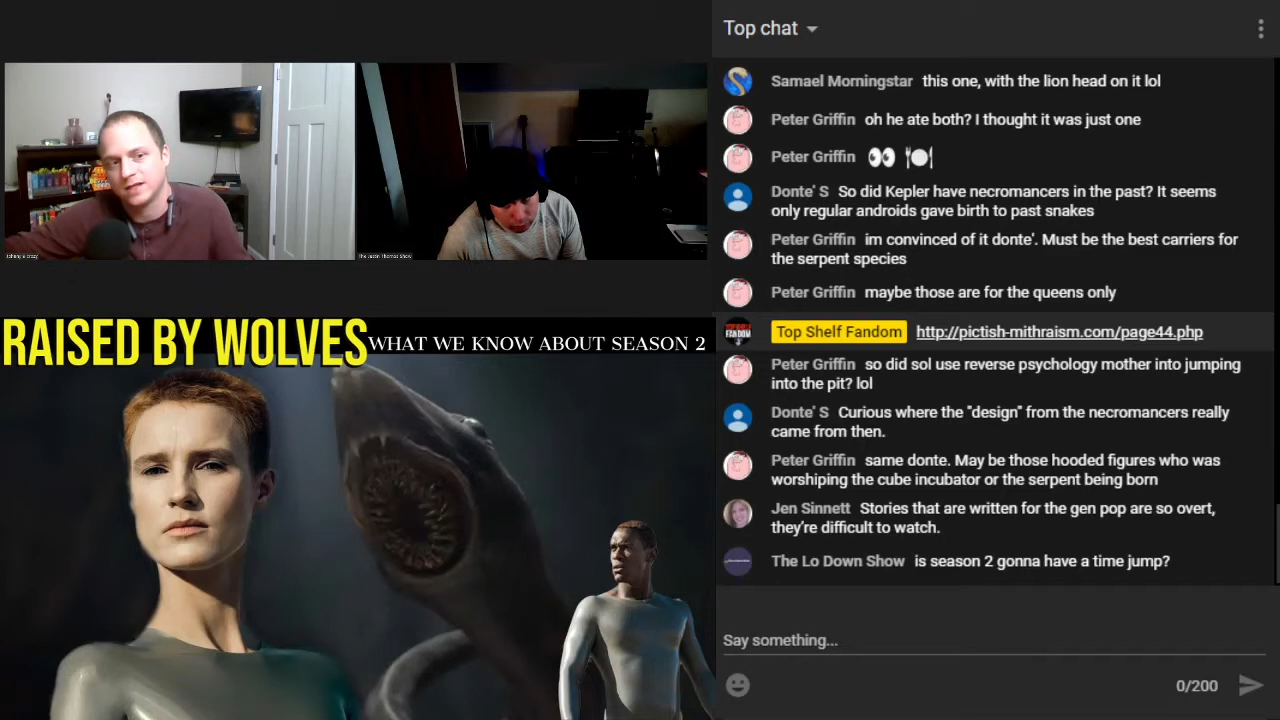 Top chat
Samael Morningstar this one, with the lion head on it lol
Peter Griffin oh he ate both? I thought it was just one
Peter Griffin 👀 🍽
Donte' S So did Kepler have necromancers in the past? It seems
only regular androids gave birth to past snakes
Peter Griffin im convinced of it donte'. Must be the best carriers for
the serpent species
Peter Griffin maybe those are for the queens only
Top Shelf Fandom http://pictish-mithraism.com/page44.php
Peter Griffin so did sol use reverse psychology mother into jumping
into the pit? lol
Donte' S Curious where the "design" from the necromancers really
came from then.
Peter Griffin same donte. May be those hooded figures who was
worshiping the cube incubator or the serpent being born
Jen Sinnett Stories that are written for the gen pop are so overt,
they're difficult to watch.
The Lo Down Show is season 2 gonna have a time jump?
Say something...
0/200
The Justin Thomas Show
RAISED BY WOLVES
WHAT WE KNOW ABOUT SEASON 2